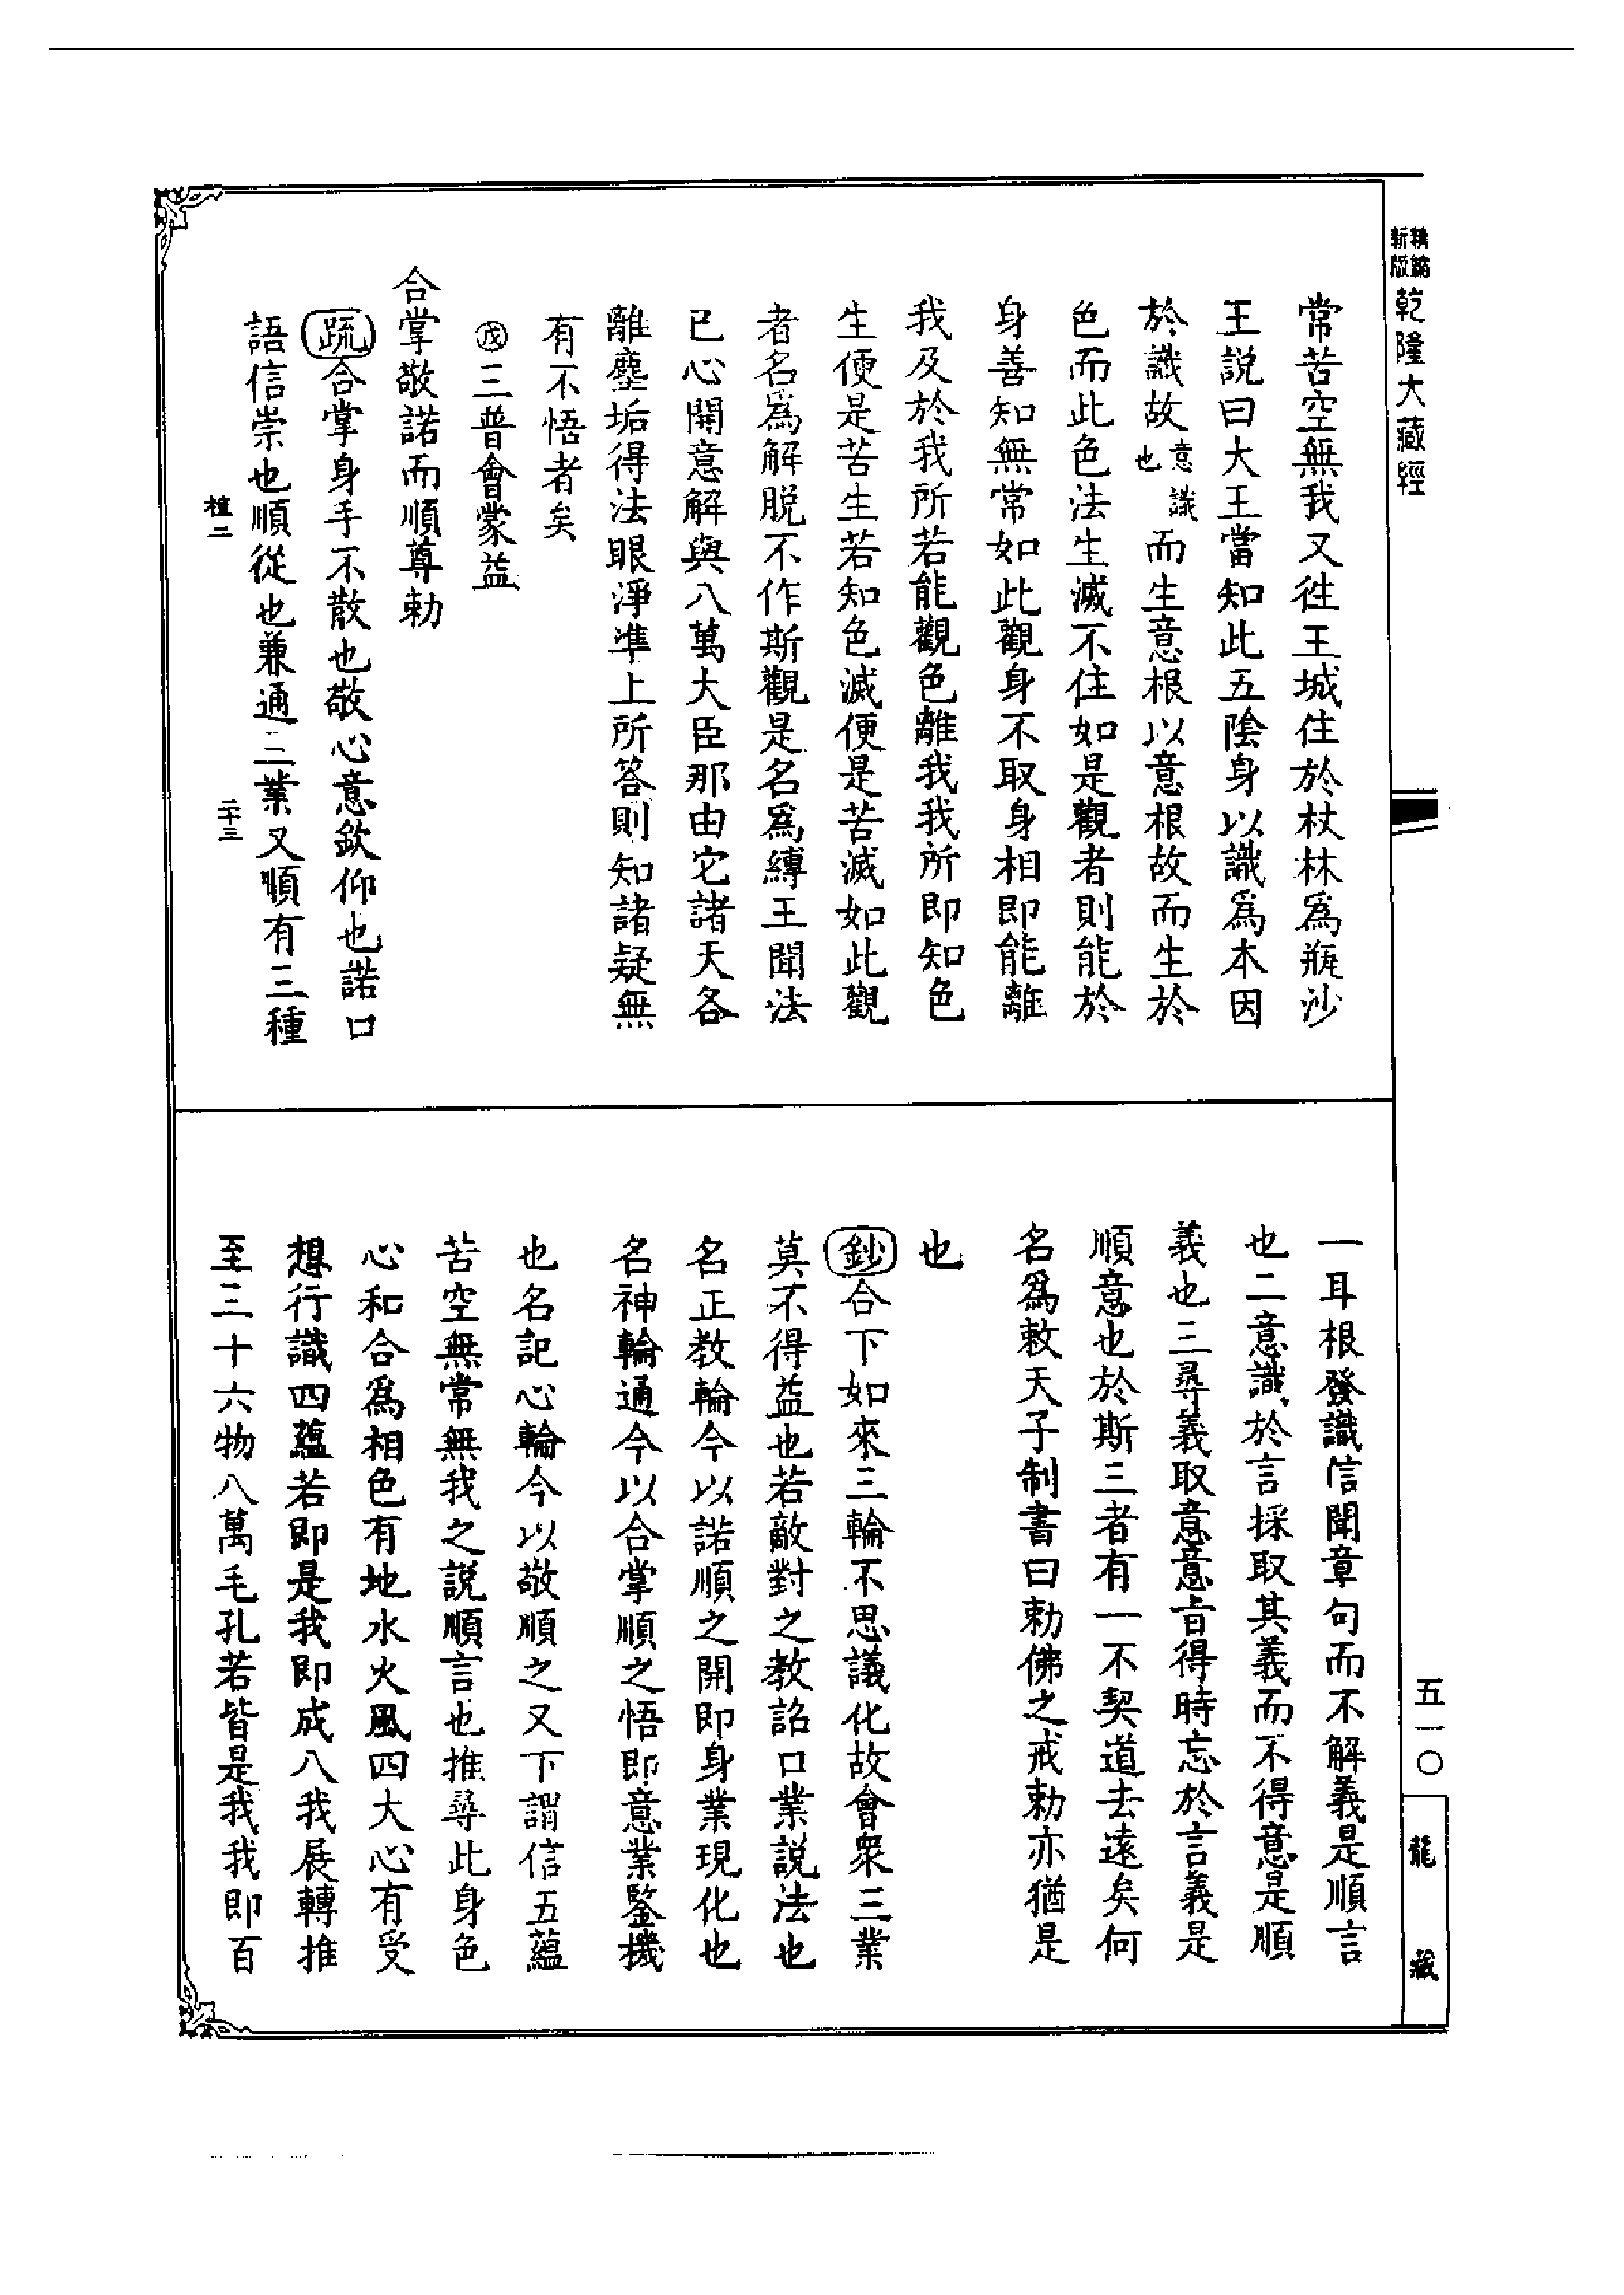 精縮新版乾隆大藏經
常苦空無我又徃王城住於杖林爲瓶沙
王説曰大王當知此五陰身以識爲本因
於識故意識也而生意根以意根故而生於
色而此色法生滅不住如是觀者則能於
身善知無常如此觀身不取身相即能離
我及於我所若能觀色離我我所即知色
生便是苦生若知色滅便是苦滅如此觀
者名爲解脱不作斯觀是名爲縛王聞法
已心開意解與八萬大臣那由它諸天各
離塵垢得法眼淨準上所答則知諸疑無
有不悟者矣
戊三普會蒙益
合掌敬諾而順尊勅
疏合掌身手不散也敬心意欽仰也諾口
語信崇也順從也兼通三業又順有三種
二十三
一耳根發識信聞章句而不解義是順言
也二意識於言採取其義而不得意是順
義也三尋義取意意旨得時忘於言義是
順意也於斯三者有一不契道去遠矣何
名爲敕天子制書曰勅佛之戒勅亦猶是
也
鈔合下如來三輪不思議化故會衆三業
莫不得益也若敵對之教詔口業説法也
名正教輪今以諾順之開即身業現化也
名神輪通今以合掌順之悟即意業鑒機
也名記心輪今以敬順之又下謂信五蘊
苦空無常無我之説順言也推尋此身色
心和合爲相色有地水火風四大心有受
想行識四蘊若即是我即成八我展轉推
至三十六物八萬毛孔若皆是我我即百
五一〇
龍藏